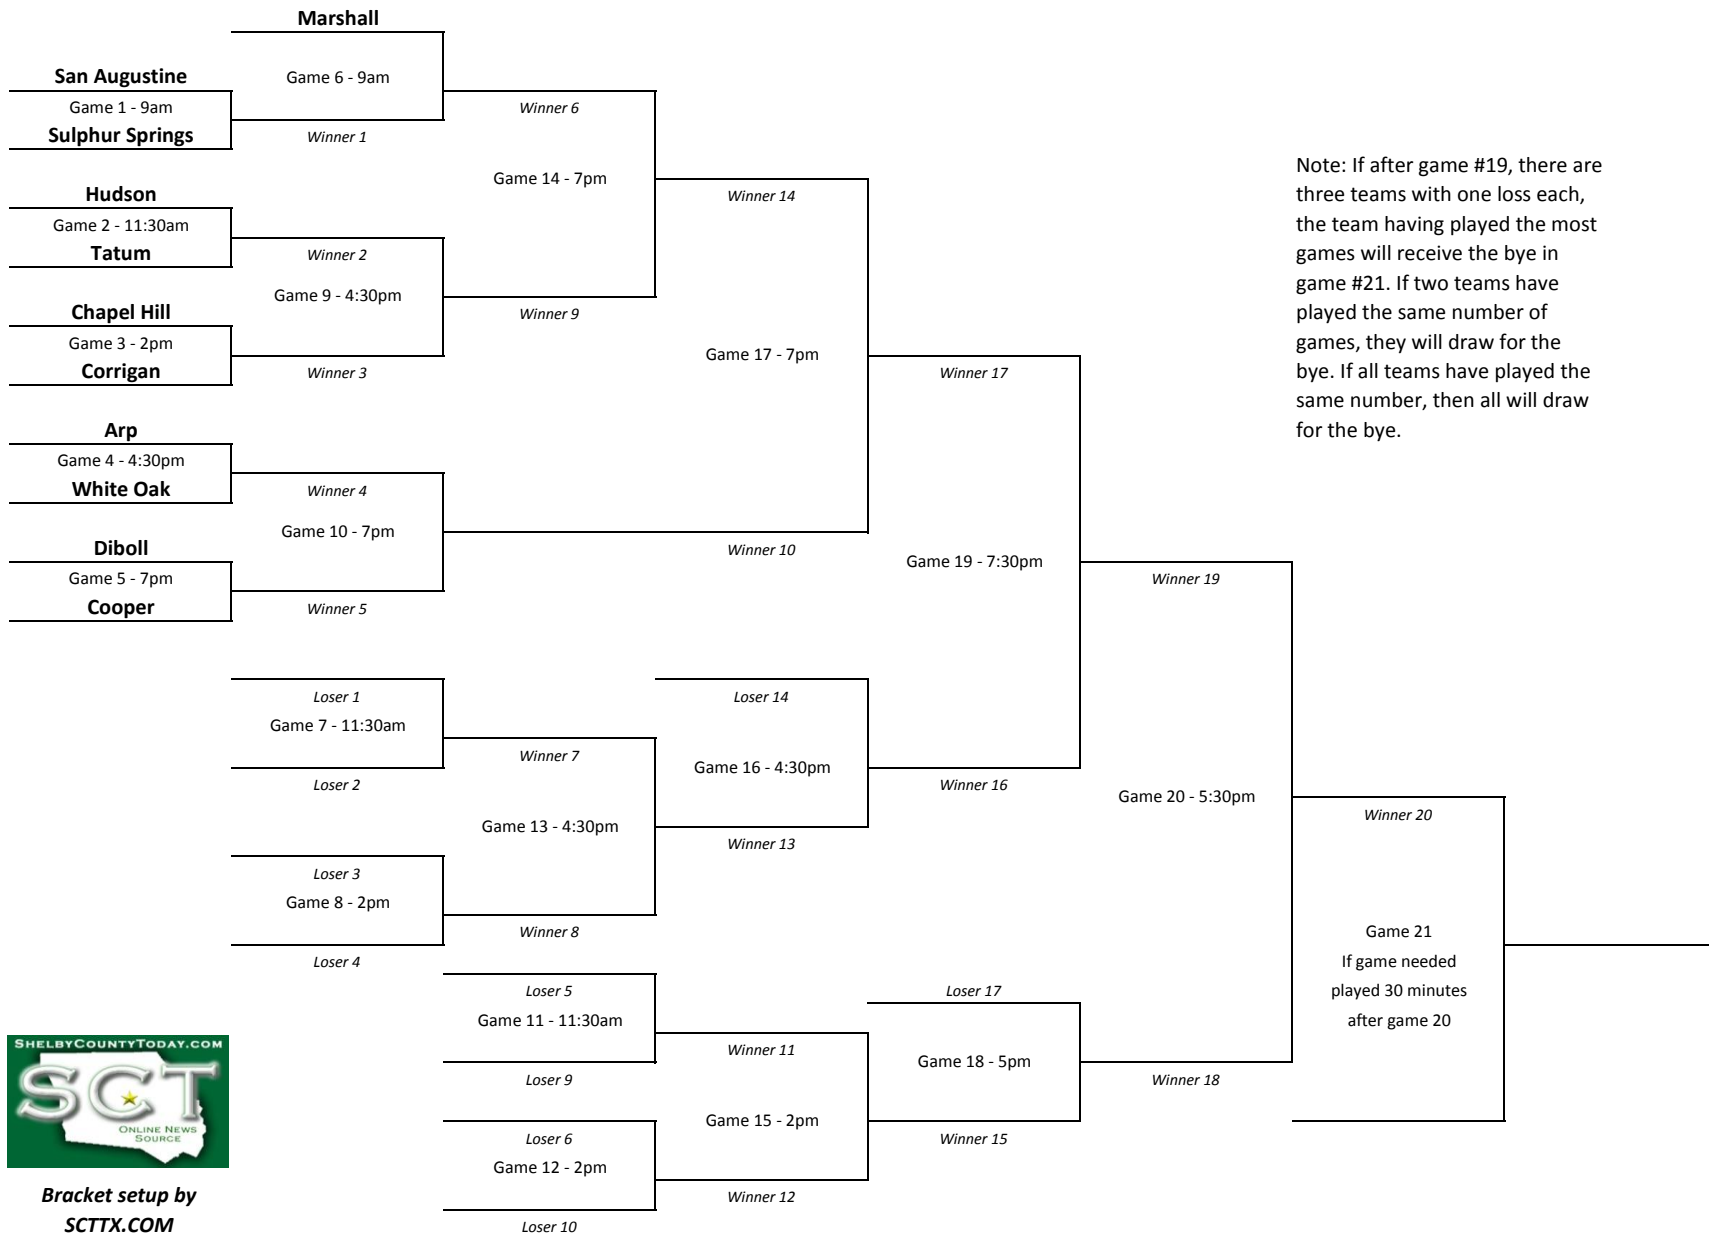 Marshall
San Augustine
Game 6 - 9am
Game 1 - 9am
Winner 6
Sulphur Springs
Winner 1
Note: If after game #19, there are
three teams with one loss each,
the team having played the most
games will receive the bye in
game #21. If two teams have
played the same number of
games, they will draw for the
bye. If all teams have played the
same number, then all will draw
for the bye.
Game 14 - 7pm
Hudson
Winner 14
Game 2 - 11:30am
Tatum
Winner 2
Game 9 - 4:30pm
Chapel Hill
Winner 9
Game 3 - 2pm
Game 17 - 7pm
Corrigan
Winner 3
Winner 17
Arp
Game 4 - 4:30pm
White Oak
Winner 4
Game 10 - 7pm
Diboll
Winner 10
Game 19 - 7:30pm
Game 5 - 7pm
Winner 19
Cooper
Winner 5
Loser 1
Loser 14
Game 7 - 11:30am
Winner 7
Game 16 - 4:30pm
Loser 2
Winner 16
Game 20 - 5:30pm
Winner 20
Game 13 - 4:30pm
Winner 13
Loser 3
Game 8 - 2pm
Winner 8
Game 21
If game needed
played 30 minutes
after game 20
Loser 4
Loser 5
Loser 17
Game 11 - 11:30am
Winner 11
Game 18 - 5pm
Loser 9
Winner 18
Game 15 - 2pm
Loser 6
Winner 15
Game 12 - 2pm
Winner 12
Loser 10
SHELBYCOUNTYTODAY.COM
SCT
ONLINE NEWS
SOURCE
Bracket setup by
SCTTX.COM